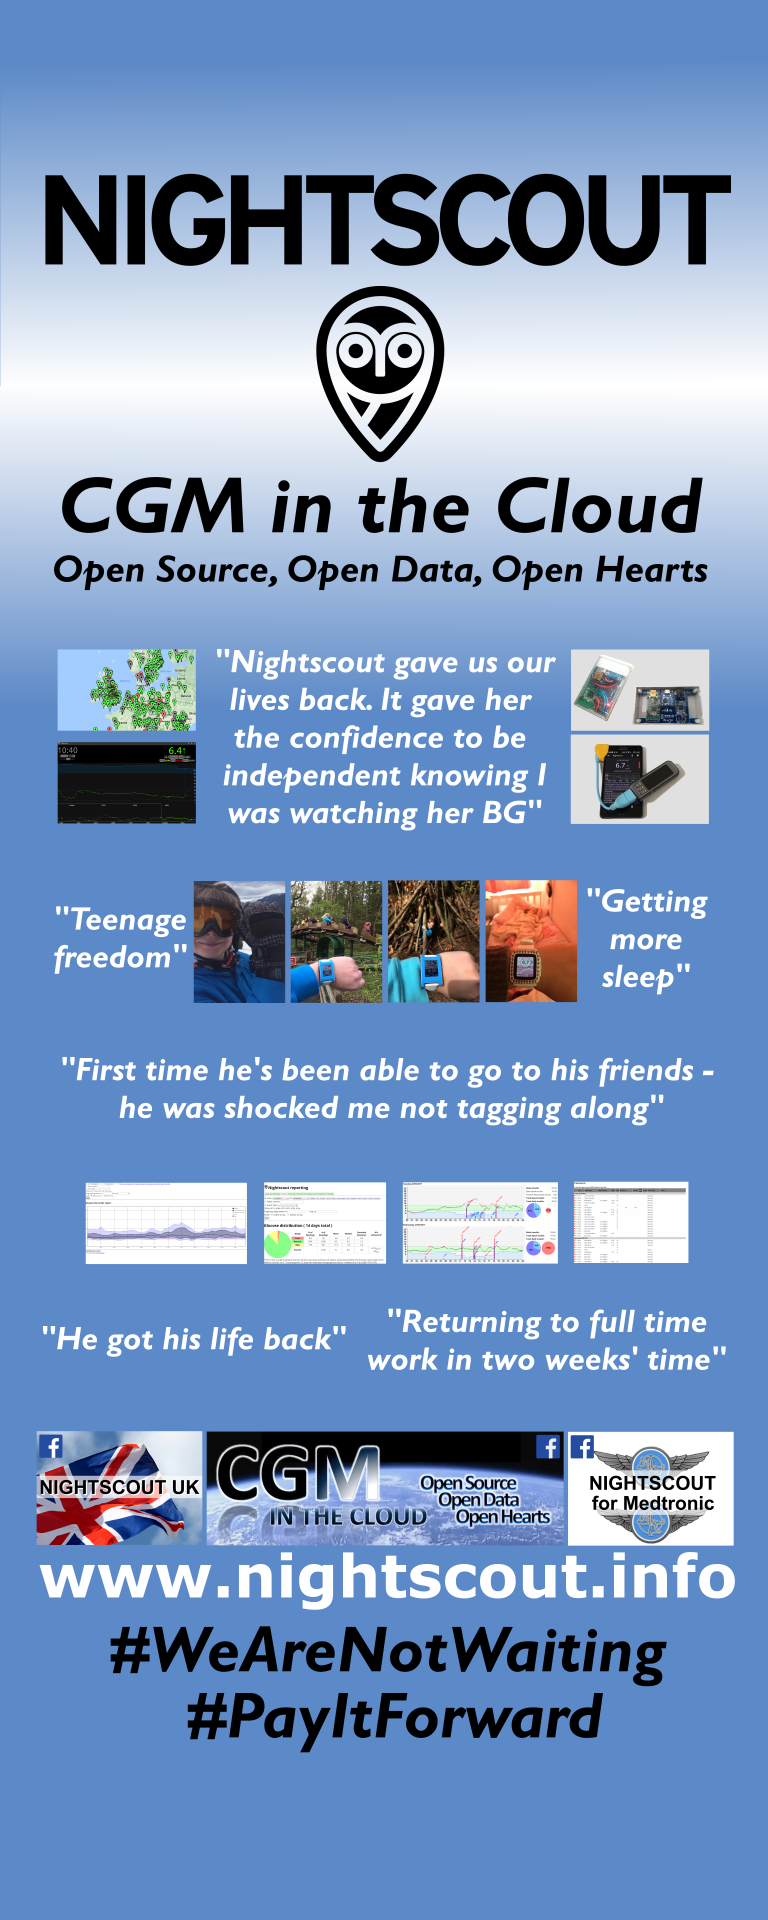 NIGHTSCOUT
CGM in the Cloud
Open Source, Open Data, Open Hearts
"Nightscout gave us our
lives back. It gave her
the confidence to be
independent knowing I
was watching her BG"
10:40
6.4
6.7
"Teenage
freedom"
"Getting
more
sleep"
"First time he's been able to go to his friends -
he was shocked me not tagging along"
Nightscout reporting
Glucose distribution ( 14 days total )
"He got his life back"
"Returning to full time
work in two weeks' time"
NIGHTSCOUT UK
CGM
IN THE CLOUD
Open Source
Open Data
Open Hearts
NIGHTSCOUT
for Medtronic
www.nightscout.info
#WeAreNotWaiting
#PayItForward